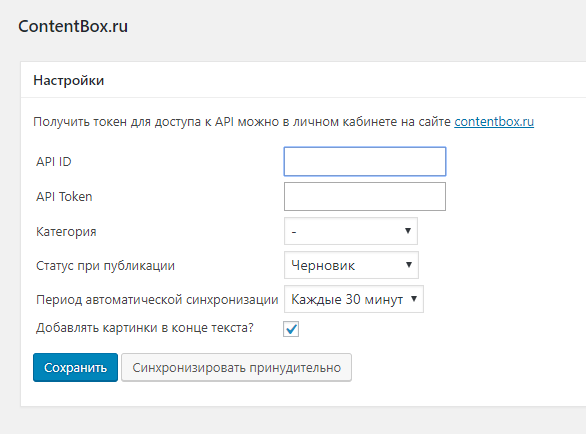 ContentBox.ru
Настройки
Получить токен для доступа к API можно в личном кабинете на сайте contentbox.ru
API ID
API Token
Категория -
Статус при публикации Черновик
Период автоматической синхронизации Каждые 30 минут
Добавлять картинки в конце текста?
Сохранить Синхронизировать принудительно